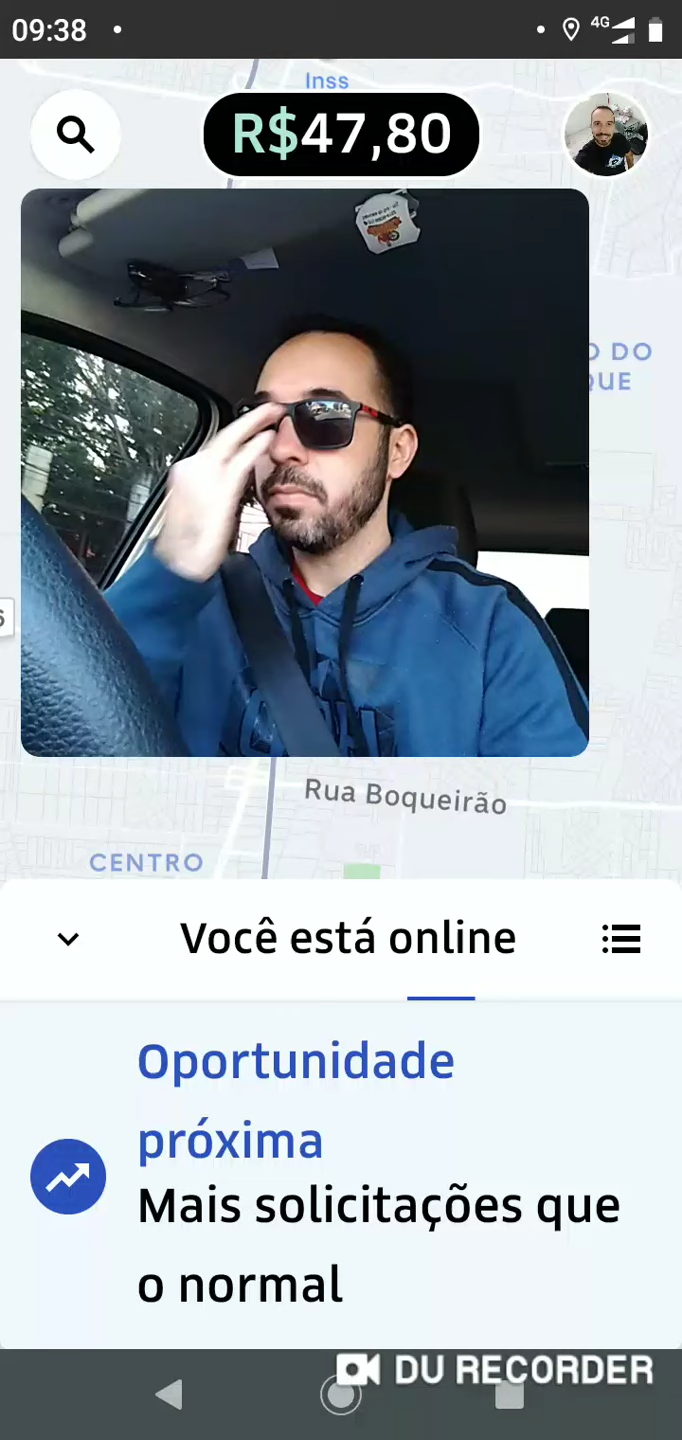 09:38
4G
Inss
R$47,80
O DO
QUE
6
Rua Boqueirão
CENTRO
Você está online
Oportunidade
próxima
Mais solicitações que
o normal
DU RECORDER